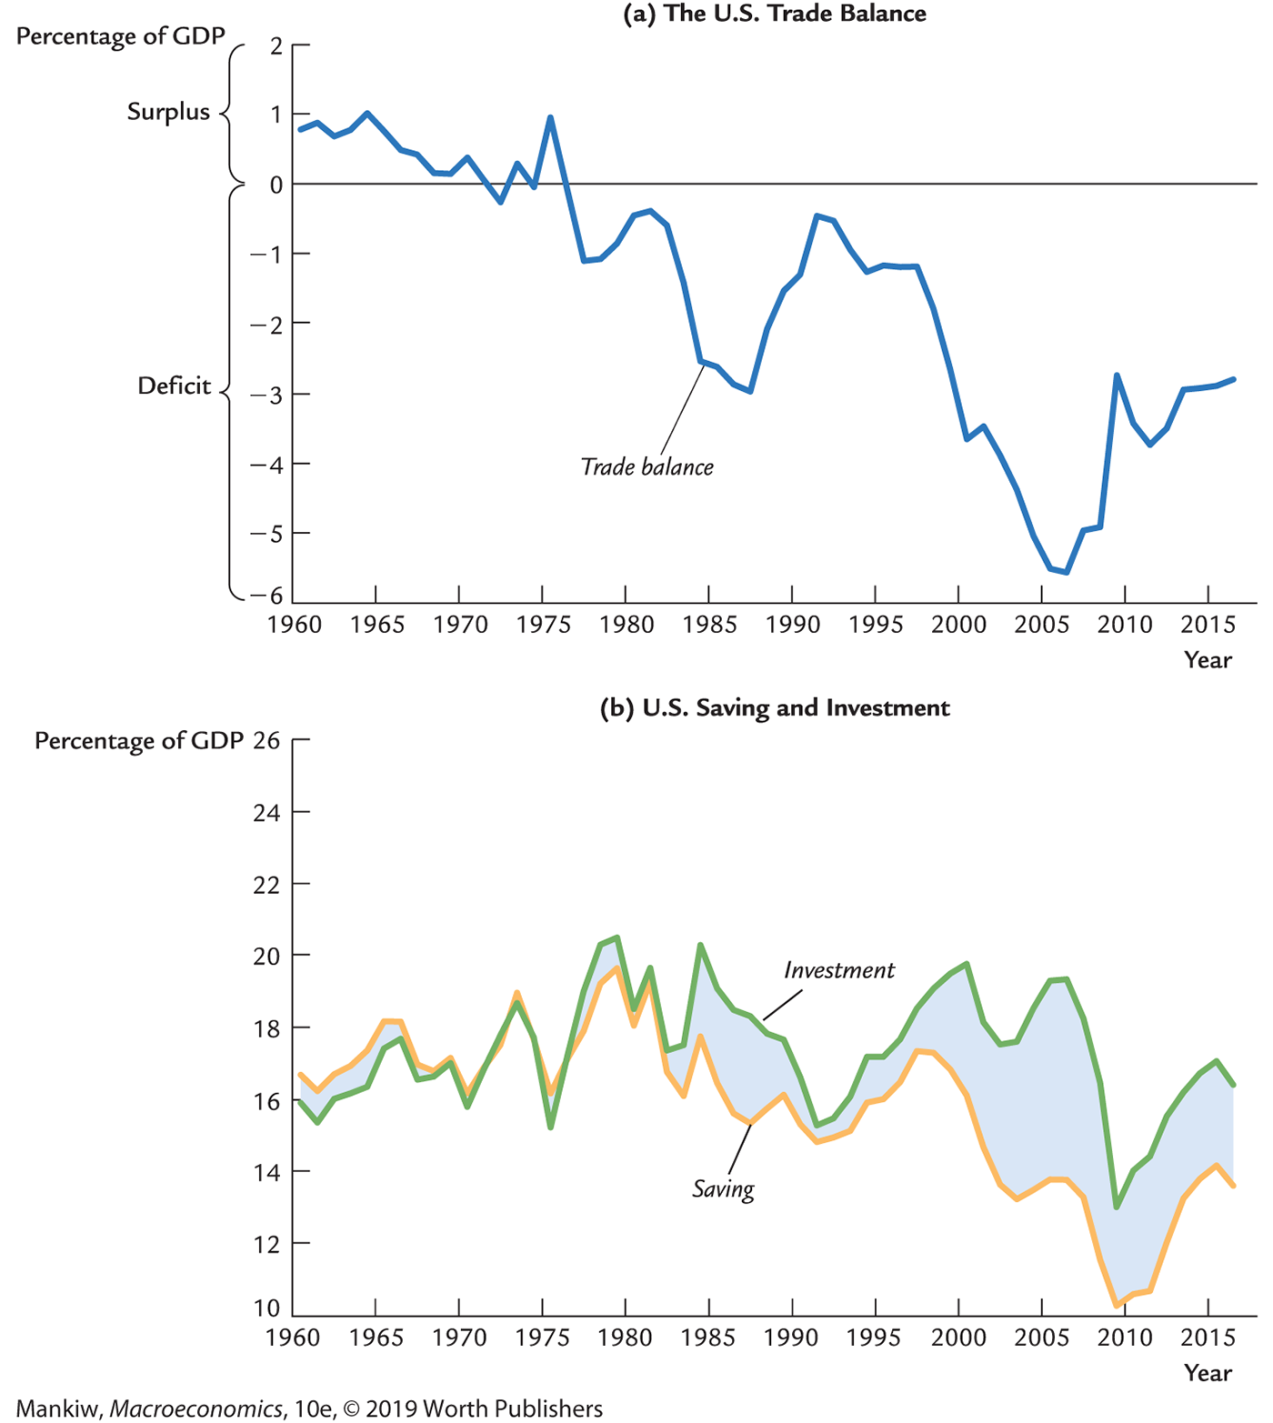 (a) The U.S. Trade Balance
Percentage of GDP
2
Surplus
1
0
−1
−2
Deficit
−3
−4
Trade balance
−5
−6
1960 1965 1970 1975 1980 1985 1990 1995 2000 2005 2010 2015
Year
(b) U.S. Saving and Investment
Percentage of GDP 26
24
22
20
Investment
18
16
14
Saving
12
10
1960 1965 1970 1975 1980 1985 1990 1995 2000 2005 2010 2015
Year
Mankiw, Macroeconomics, 10e, © 2019 Worth Publishers